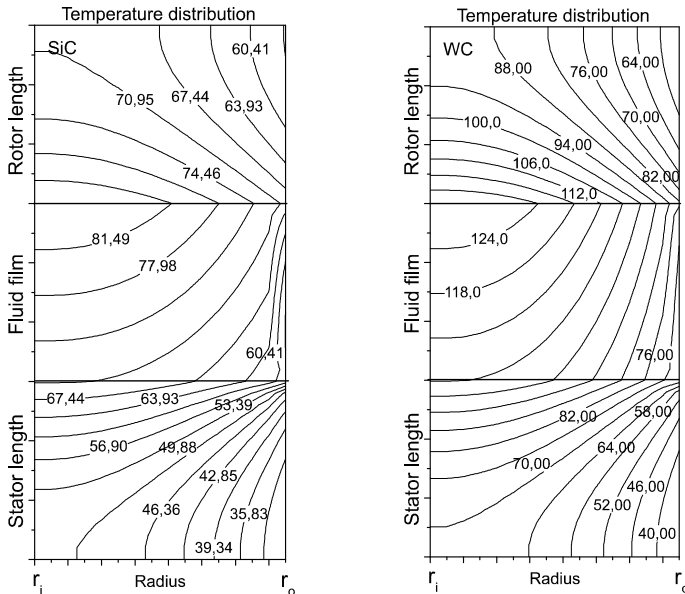 Temperature distribution
SiC
60,41
70,95
67,44
63,93
74,46
Rotor length
81,49
77,98
60,41
Fluid film
67,44
63,93
53,39
56,90
49,88
42,85
46,36
35,83
39,34
Stator length
ri
Radius
ro
Temperature distribution
WC
88,00
76,00
64,00
70,00
100,0
94,00
106,0
82,00
112,0
Rotor length
124,0
118,0
76,00
Fluid film
82,00
58,00
64,00
70,00
46,00
52,00
40,00
Stator length
ri
Radius
ro